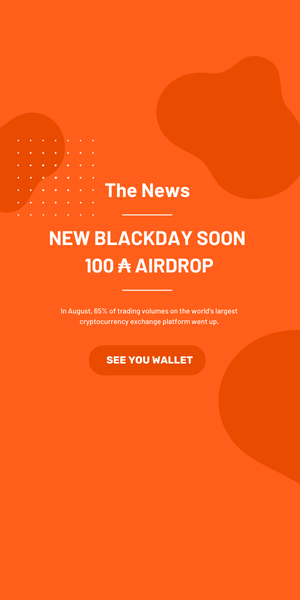 The News
NEW BLACKDAY SOON
100 ₳ AIRDROP
In August, 65% of trading volumes on the world's largest
cryptocurrency exchange platform went up.
SEE YOU WALLET